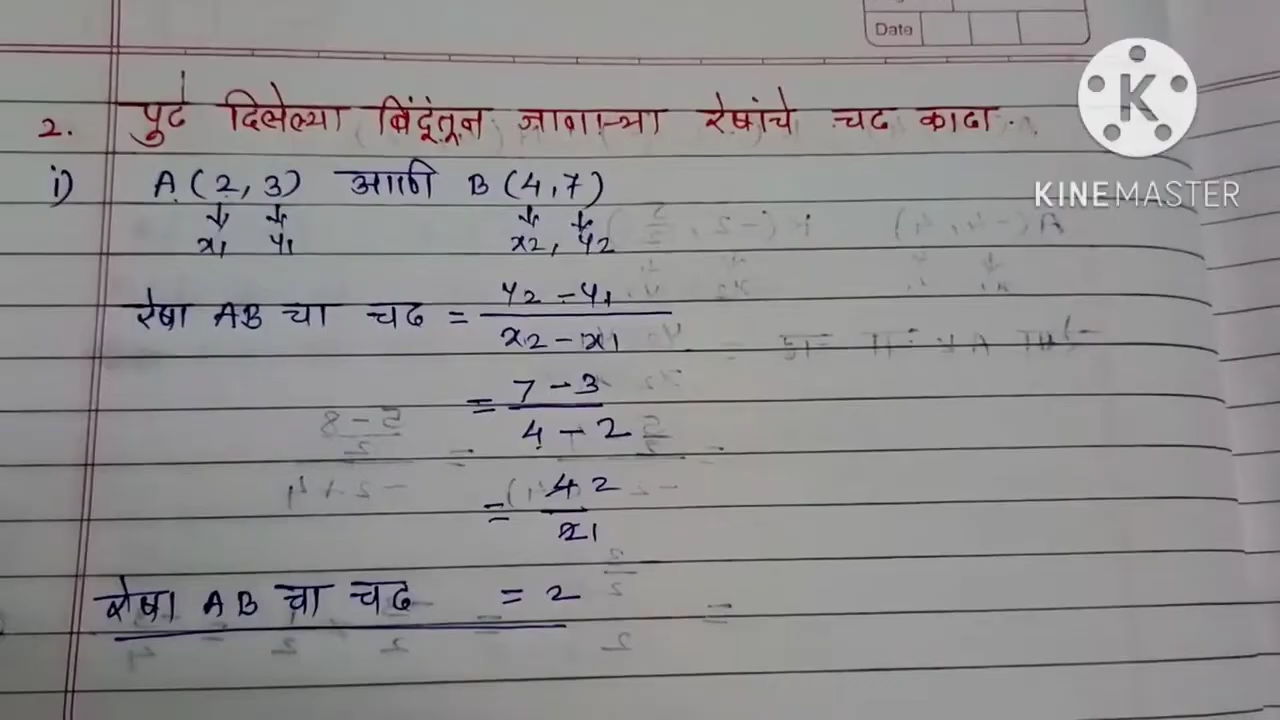 Date
2. पुढे दिलेल्या बिंदूंतून जाणाऱ्या रेषांचे चढ काढा.
K
KINEMASTER
i) A (2, 3) आणि B (4,7)
x1 y1 x2, y2
रेषा AB चा चढ = y2 - y1
x2 - x1
= 7 - 3
4 - 2
= 4 2
2 1
रेषा AB चा चढ = 2